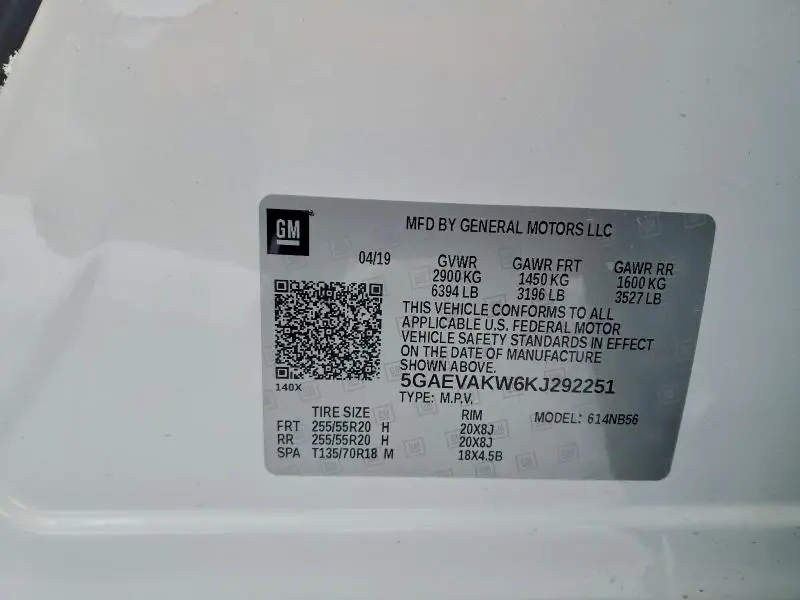 GM
MFD BY GENERAL MOTORS LLC
04/19 GVWR GAWR FRT GAWR RR
2900 KG 1450 KG 1600 KG
6394 LB 3196 LB 3527 LB
THIS VEHICLE CONFORMS TO ALL
APPLICABLE U.S. FEDERAL MOTOR
VEHICLE SAFETY STANDARDS IN EFFECT
ON THE DATE OF MANUFACTURE
SHOWN ABOVE.
140X
5GAEVAKW6KJ292251
TYPE: M.P.V.
TIRE SIZE RIM MODEL: 614NB56
FRT 255/55R20 H 20X8J
RR 255/55R20 H 20X8J
SPA T135/70R18 M 18X4.5B